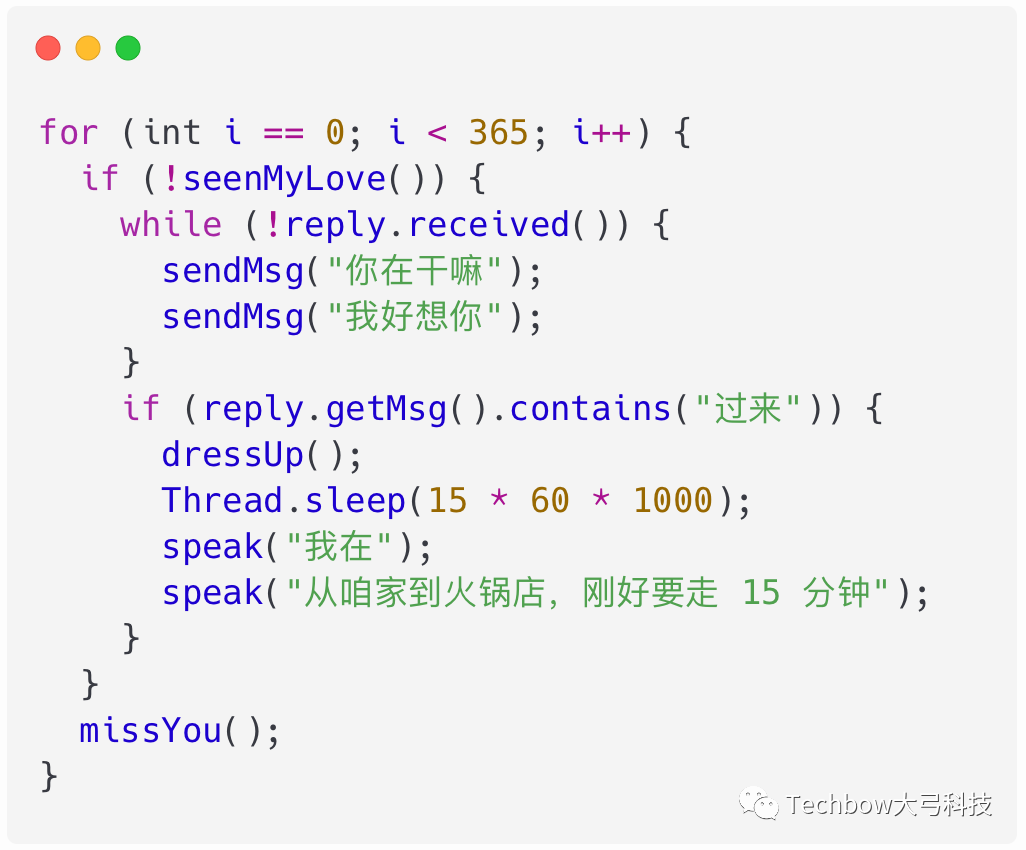 for (int i == 0; i < 365; i++) {
  if (!seenMyLove()) {
    while (!reply.received()) {
      sendMsg("你在干嘛");
      sendMsg("我好想你");
    }
    if (reply.getMsg().contains("过来")) {
      dressUp();
      Thread.sleep(15 * 60 * 1000);
      speak("我在");
      speak("从咱家到火锅店，刚好要走 15 分钟");
    }
  }
  missYou();
}
Techbow大弓科技